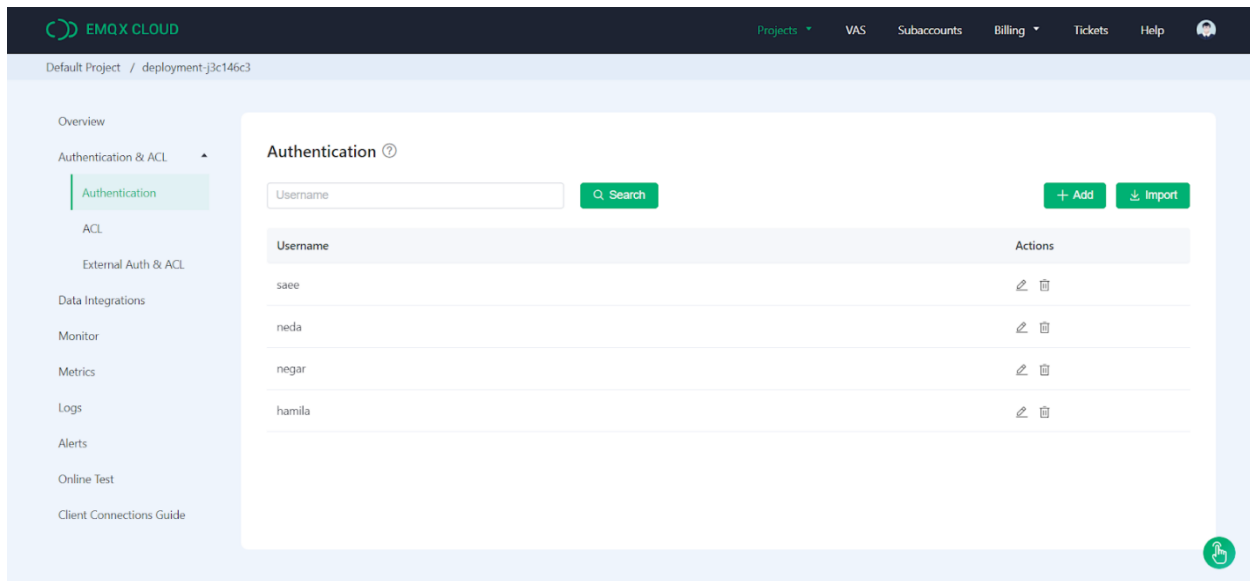 EMQX CLOUD Projects VAS Subaccounts Billing Tickets Help
Default Project / deployment-j3c146c3
Overview
Authentication & ACL
Authentication
ACL
External Auth & ACL
Data Integrations
Monitor
Metrics
Logs
Alerts
Online Test
Client Connections Guide
Authentication ?
Username Search + Add Import
Username Actions
saee
neda
negar
hamila